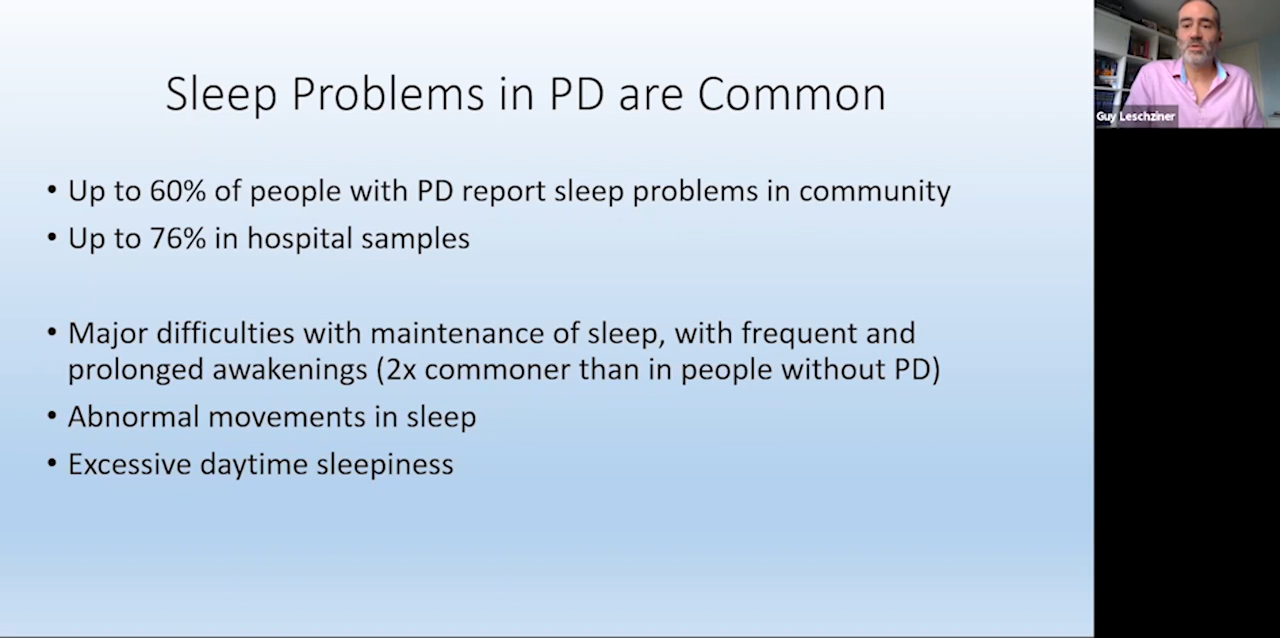 Sleep Problems in PD are Common
• Up to 60% of people with PD report sleep problems in community
• Up to 76% in hospital samples
• Major difficulties with maintenance of sleep, with frequent and
prolonged awakenings (2x commoner than in people without PD)
• Abnormal movements in sleep
• Excessive daytime sleepiness
Guy Leschziner